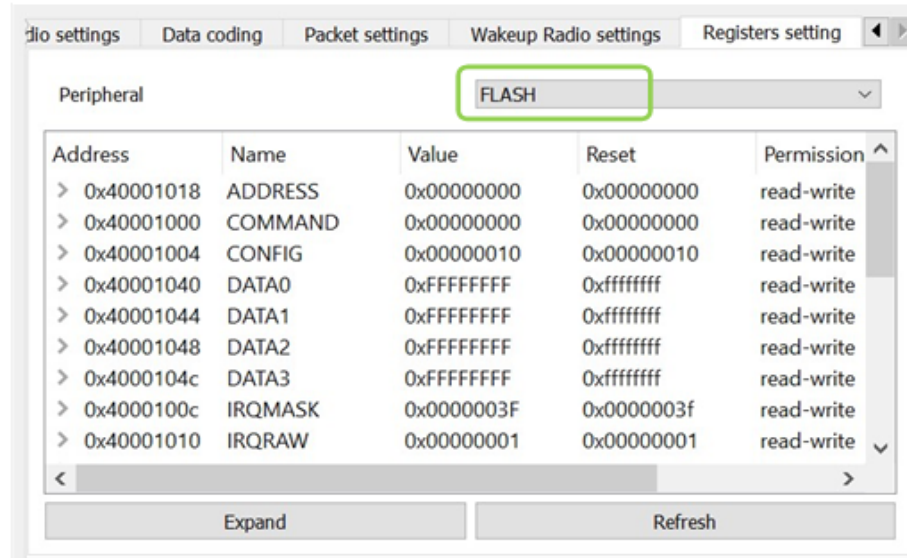 dio settings Data coding Packet settings Wakeup Radio settings Registers setting
Peripheral FLASH
Address Name Value Reset Permission
0x40001018 ADDRESS 0x00000000 0x00000000 read-write
0x40001000 COMMAND 0x00000000 0x00000000 read-write
0x40001004 CONFIG 0x00000010 0x00000010 read-write
0x40001040 DATA0 0xFFFFFFFF 0xffffffff read-write
0x40001044 DATA1 0xFFFFFFFF 0xffffffff read-write
0x40001048 DATA2 0xFFFFFFFF 0xffffffff read-write
0x4000104c DATA3 0xFFFFFFFF 0xffffffff read-write
0x4000100c IRQMASK 0x0000003F 0x0000003f read-write
0x40001010 IRQRAW 0x00000001 0x00000001 read-write
Expand Refresh